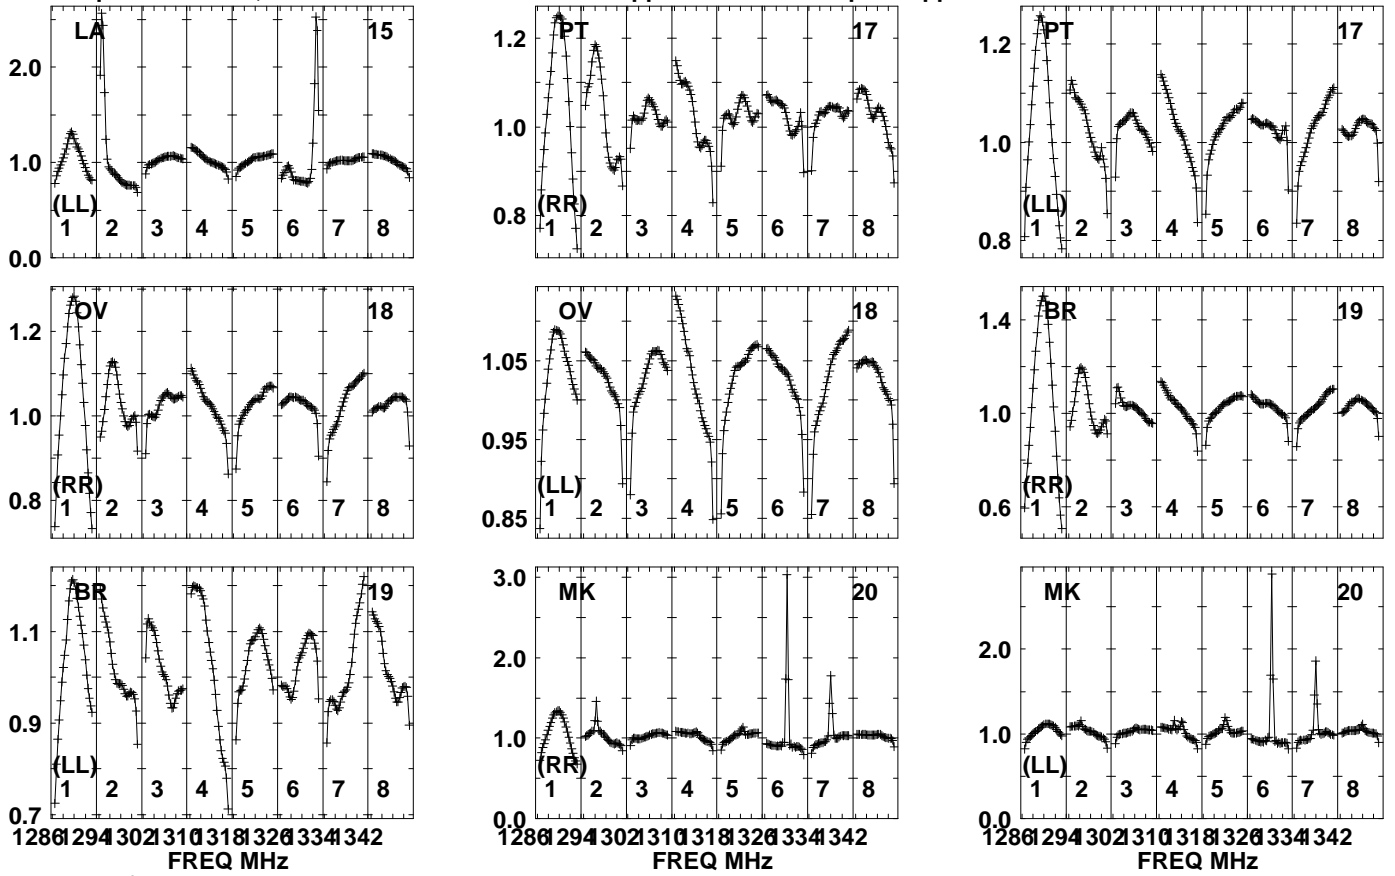 LA 15
2.0
1.0
0.0
(LL)
1 2 3 4 5 6 7 8
PT 17
1.2
1.0
0.8
(RR)
1 2 3 4 5 6 7 8
PT 17
1.2
1.0
0.8
(LL)
1 2 3 4 5 6 7 8
OV 18
1.2
1.0
0.8
(RR)
1 2 3 4 5 6 7 8
OV 18
1.05
0.95
0.85
(LL)
1 2 3 4 5 6 7 8
BR 19
1.4
1.0
0.6
(RR)
1 2 3 4 5 6 7 8
BR 19
1.1
0.9
0.7
(LL)
1 2 3 4 5 6 7 8
1286 1294 1302 1310 1318 1326 1334 1342
FREQ MHz
MK 20
3.0
2.0
1.0
0.0
(RR)
1 2 3 4 5 6 7 8
1286 1294 1302 1310 1318 1326 1334 1342
FREQ MHz
MK 20
2.0
1.0
0.0
(LL)
1 2 3 4 5 6 7 8
1286 1294 1302 1310 1318 1326 1334 1342
FREQ MHz